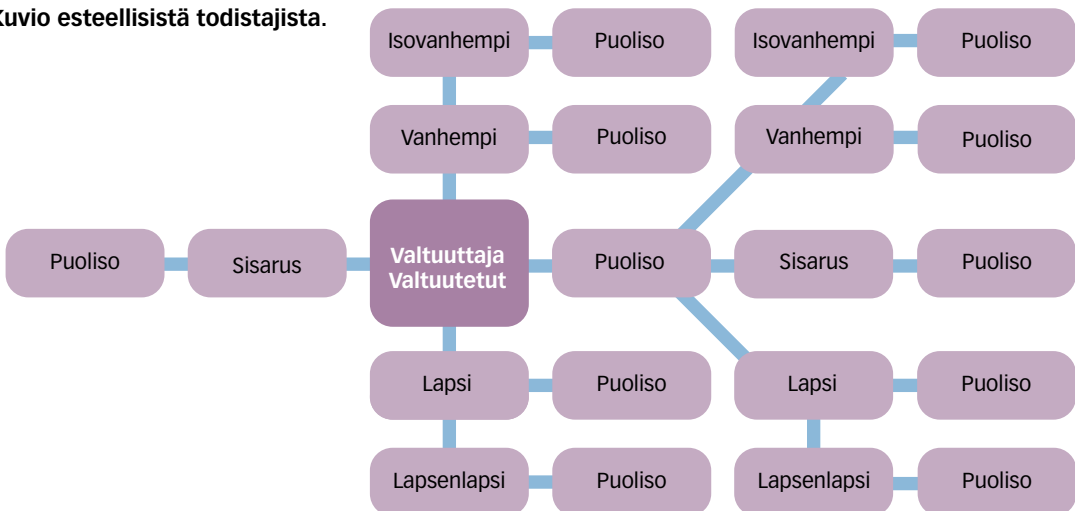 Kuvio esteellisistä todistajista.
Isovanhempi Puoliso Isovanhempi Puoliso
Vanhempi Puoliso Vanhempi Puoliso
Puoliso Sisarus Valtuuttaja
Valtuutetut Puoliso Sisarus Puoliso
Lapsi Puoliso Lapsi Puoliso
Lapsenlapsi Puoliso Lapsenlapsi Puoliso